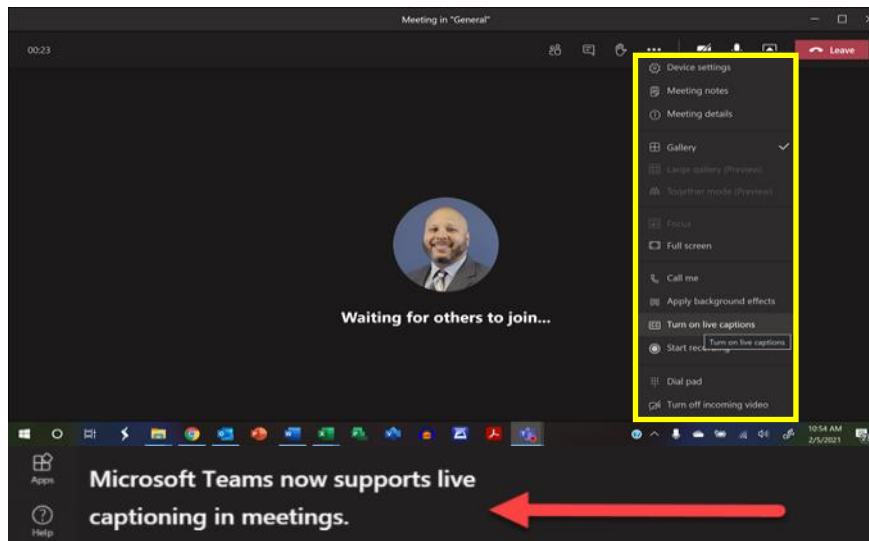 Meeting in "General"
00:23
Leave
Device settings
Meeting notes
Meeting details
Gallery
Large gallery (Preview)
Together mode (Preview)
Focus
Full screen
Call me
Apply background effects
Turn on live captions
Turn on live captions
Start recording
Dial pad
Turn off incoming video
Waiting for others to join...
10:54 AM
2/5/2021
Apps
Microsoft Teams now supports live
captioning in meetings.
Help